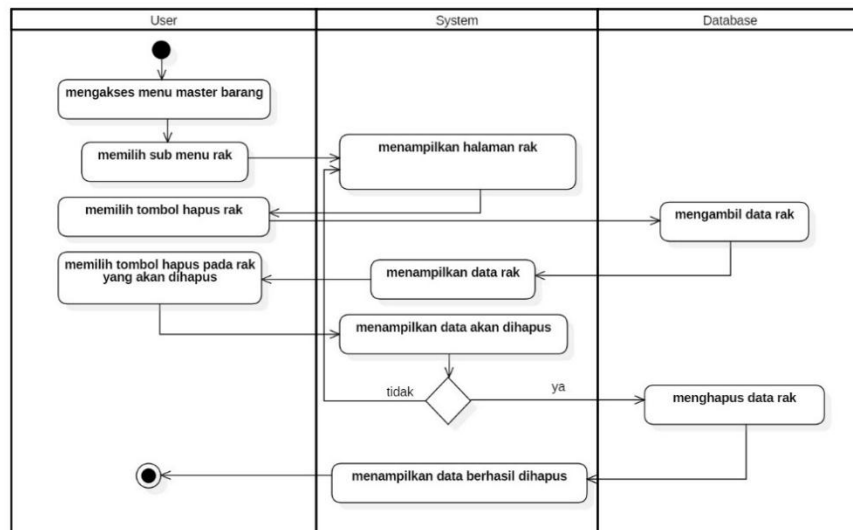 User
System
Database
mengakses menu master barang
memilih sub menu rak
menampilkan halaman rak
memilih tombol hapus rak
mengambil data rak
memilih tombol hapus pada rak
yang akan dihapus
menampilkan data rak
menampilkan data akan dihapus
tidak
ya
menghapus data rak
menampilkan data berhasil dihapus